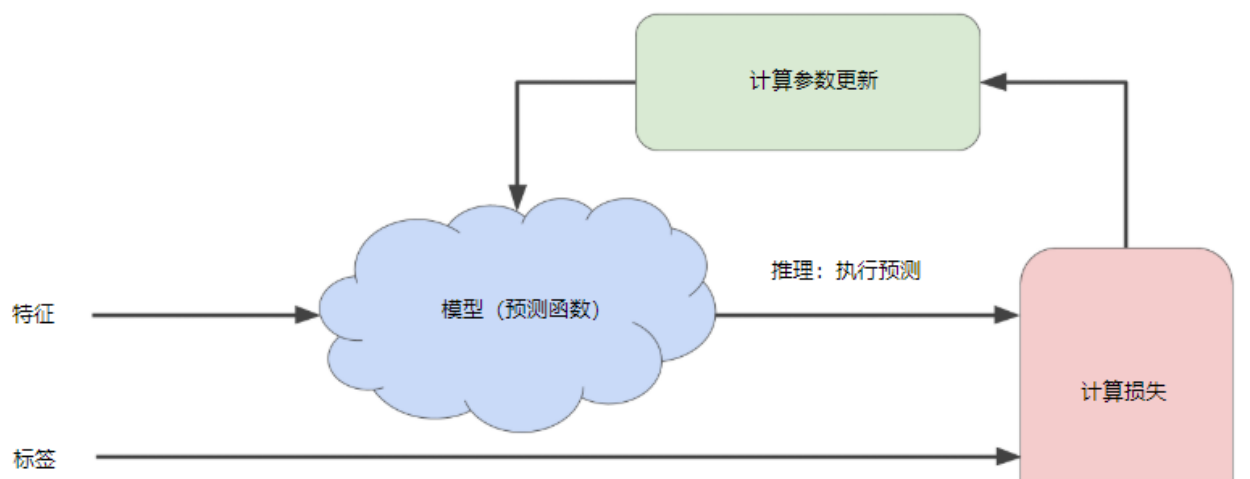 计算参数更新
推理：执行预测
特征
模型（预测函数）
计算损失
标签